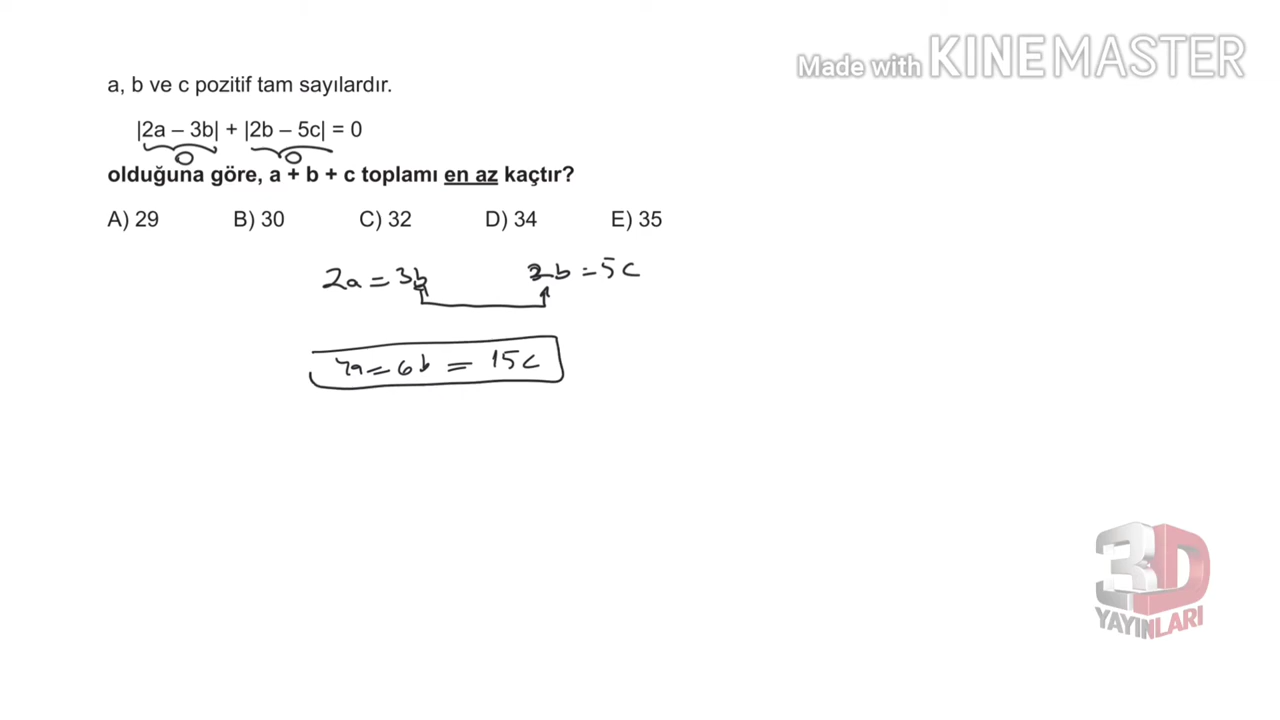 Made with KINEMASTER
a, b ve c pozitif tam sayılardır.
|2a – 3b| + |2b – 5c| = 0
0 0
olduğuna göre, a + b + c toplamı en az kaçtır?
A) 29 B) 30 C) 32 D) 34 E) 35
2a = 3b 2b = 5c
4a = 6b = 15c
3D
YAYINLARI